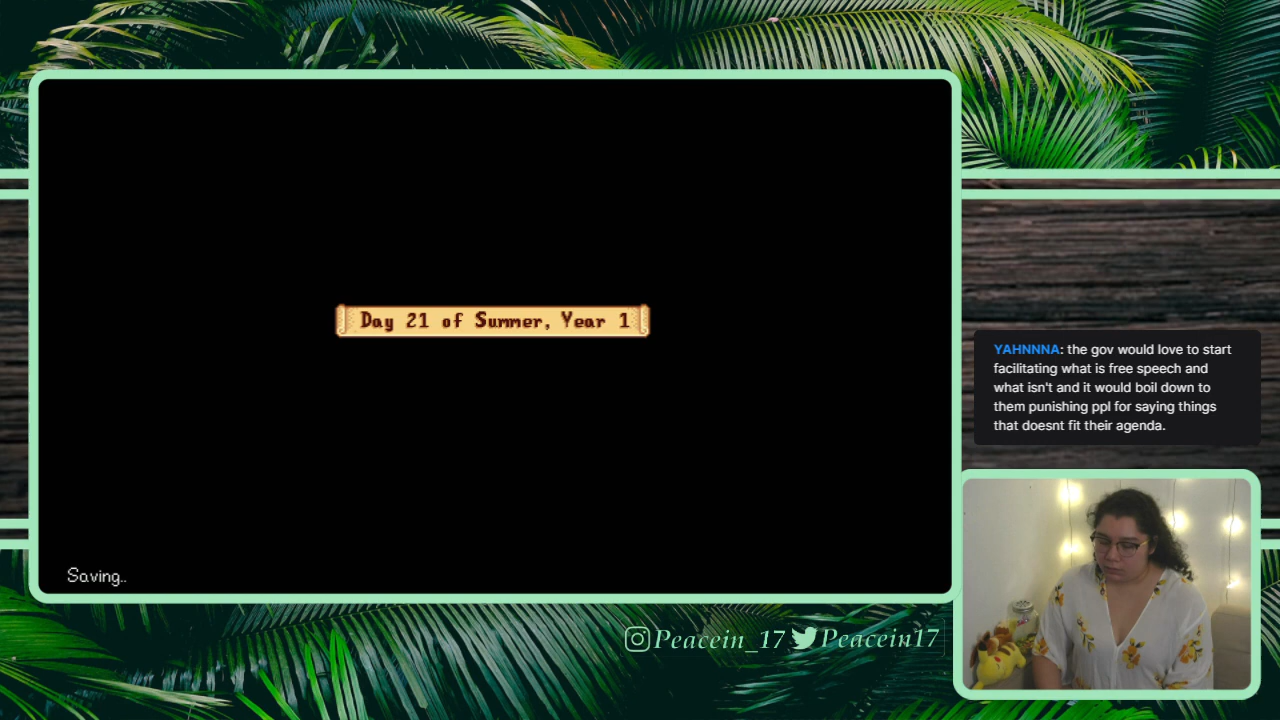 Day 21 of Summer, Year 1
YAHNNNA: the gov would love to start
facilitating what is free speech and
what isn't and it would boil down to
them punishing ppl for saying things
that doesnt fit their agenda.
Saving..
Peacein_17 Peacein17